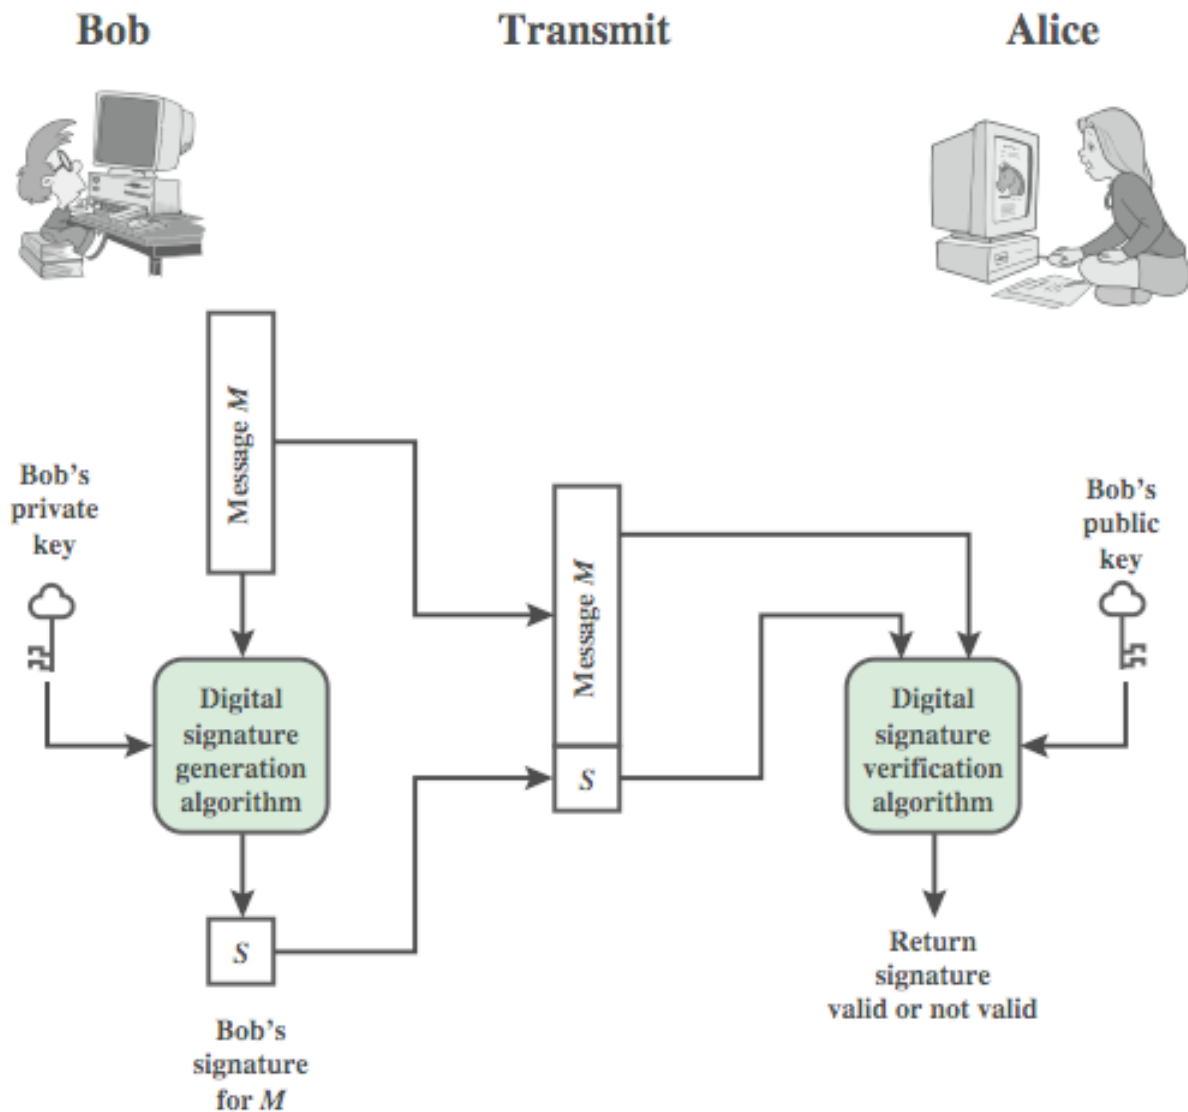 Bob
Transmit
Alice
Message M
Bob's
private
key
Message M
Bob's
public
key
Digital
signature
generation
algorithm
S
Digital
signature
verification
algorithm
S
Bob's
signature
for M
Return
signature
valid or not valid